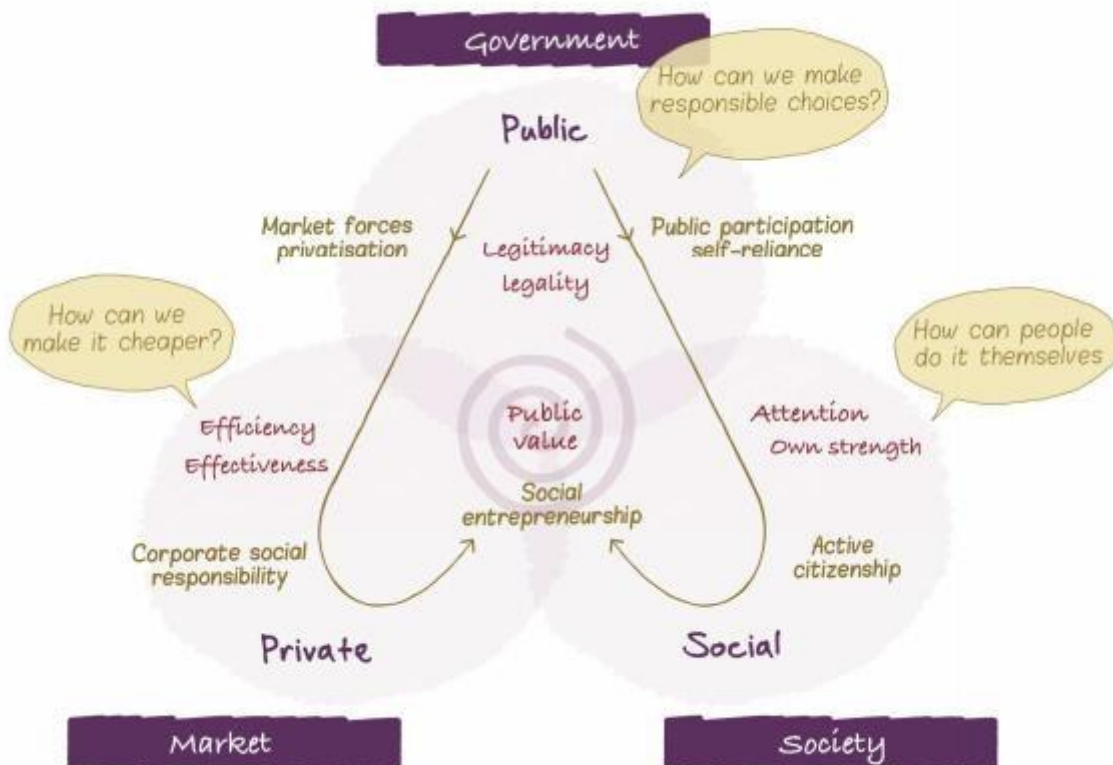 Government
How can we make
responsible choices?
Public
Market forces
privatisation
Public participation
self-reliance
Legitimacy
legality
How can we
make it cheaper?
How can people
do it themselves
Efficiency
Effectiveness
Public
value
Attention
Own strength
Social
entrepreneurship
Corporate social
responsibility
Active
citizenship
Private
Social
Market
Society